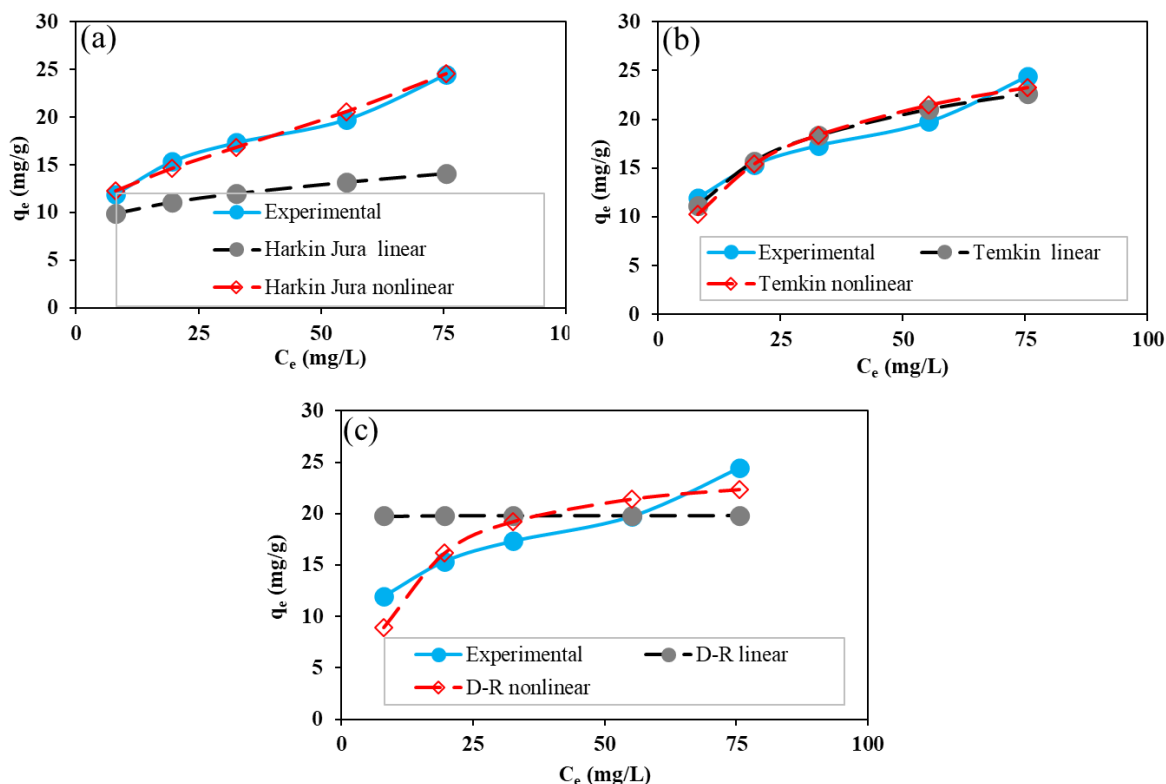 (a)
30
25
20
15
10
5
0
qₑ (mg/g)
Experimental
Harkin Jura linear
Harkin Jura nonlinear
0 25 50 75 10
Cₑ (mg/L)
(b)
30
25
20
15
10
5
0
qₑ (mg/g)
Experimental Temkin linear
Temkin nonlinear
0 25 50 75 100
Cₑ (mg/L)
(c)
30
25
20
15
10
5
0
qₑ (mg/g)
Experimental D-R linear
D-R nonlinear
0 25 50 75 100
Cₑ (mg/L)